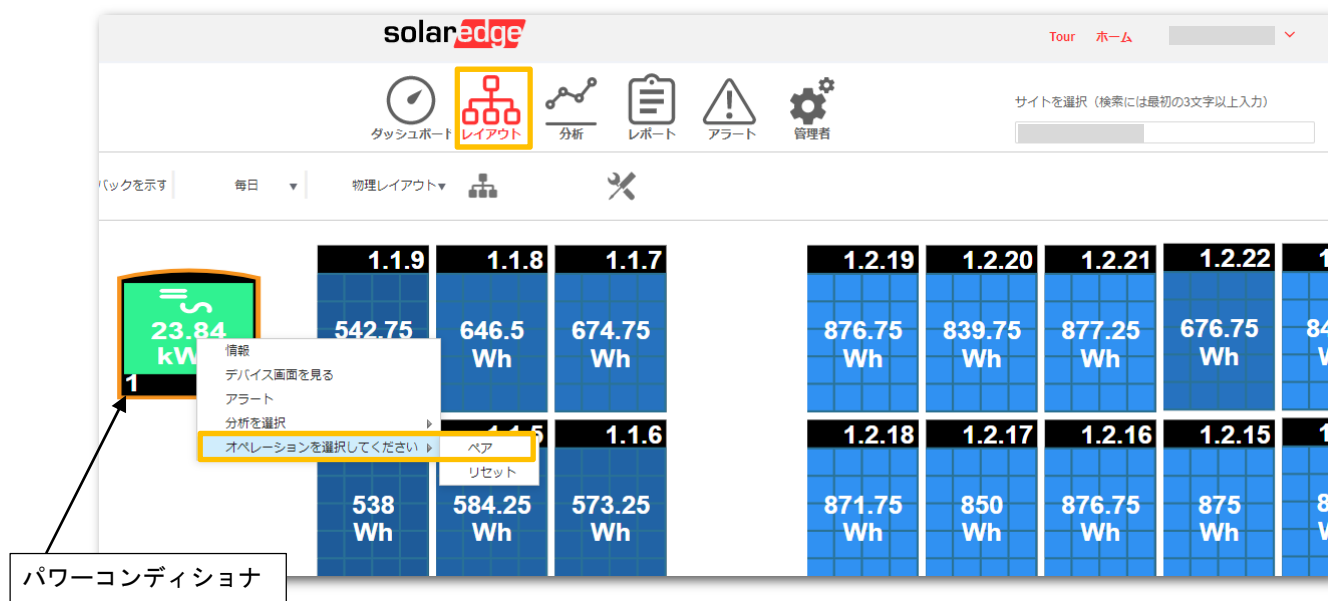 solaredge
Tour ホーム
ダッシュボード レイアウト 分析 レポート アラート 管理者
サイトを選択（検索には最初の3文字以上入力）
バックを示す 毎日 物理レイアウト
1.1.9 1.1.8 1.1.7 1.2.19 1.2.20 1.2.21 1.2.22
23.84 542.75 646.5 674.75 876.75 839.75 877.25 676.75
Wh Wh Wh Wh Wh Wh
1
情報
デバイス画面を見る
アラート
分析を選択
オペレーションを選択してください
ペア
リセット
1.1.6 1.2.18 1.2.17 1.2.16 1.2.15
538 584.25 573.25 871.75 850 876.75 875
Wh Wh Wh Wh Wh Wh Wh
パワーコンディショナ